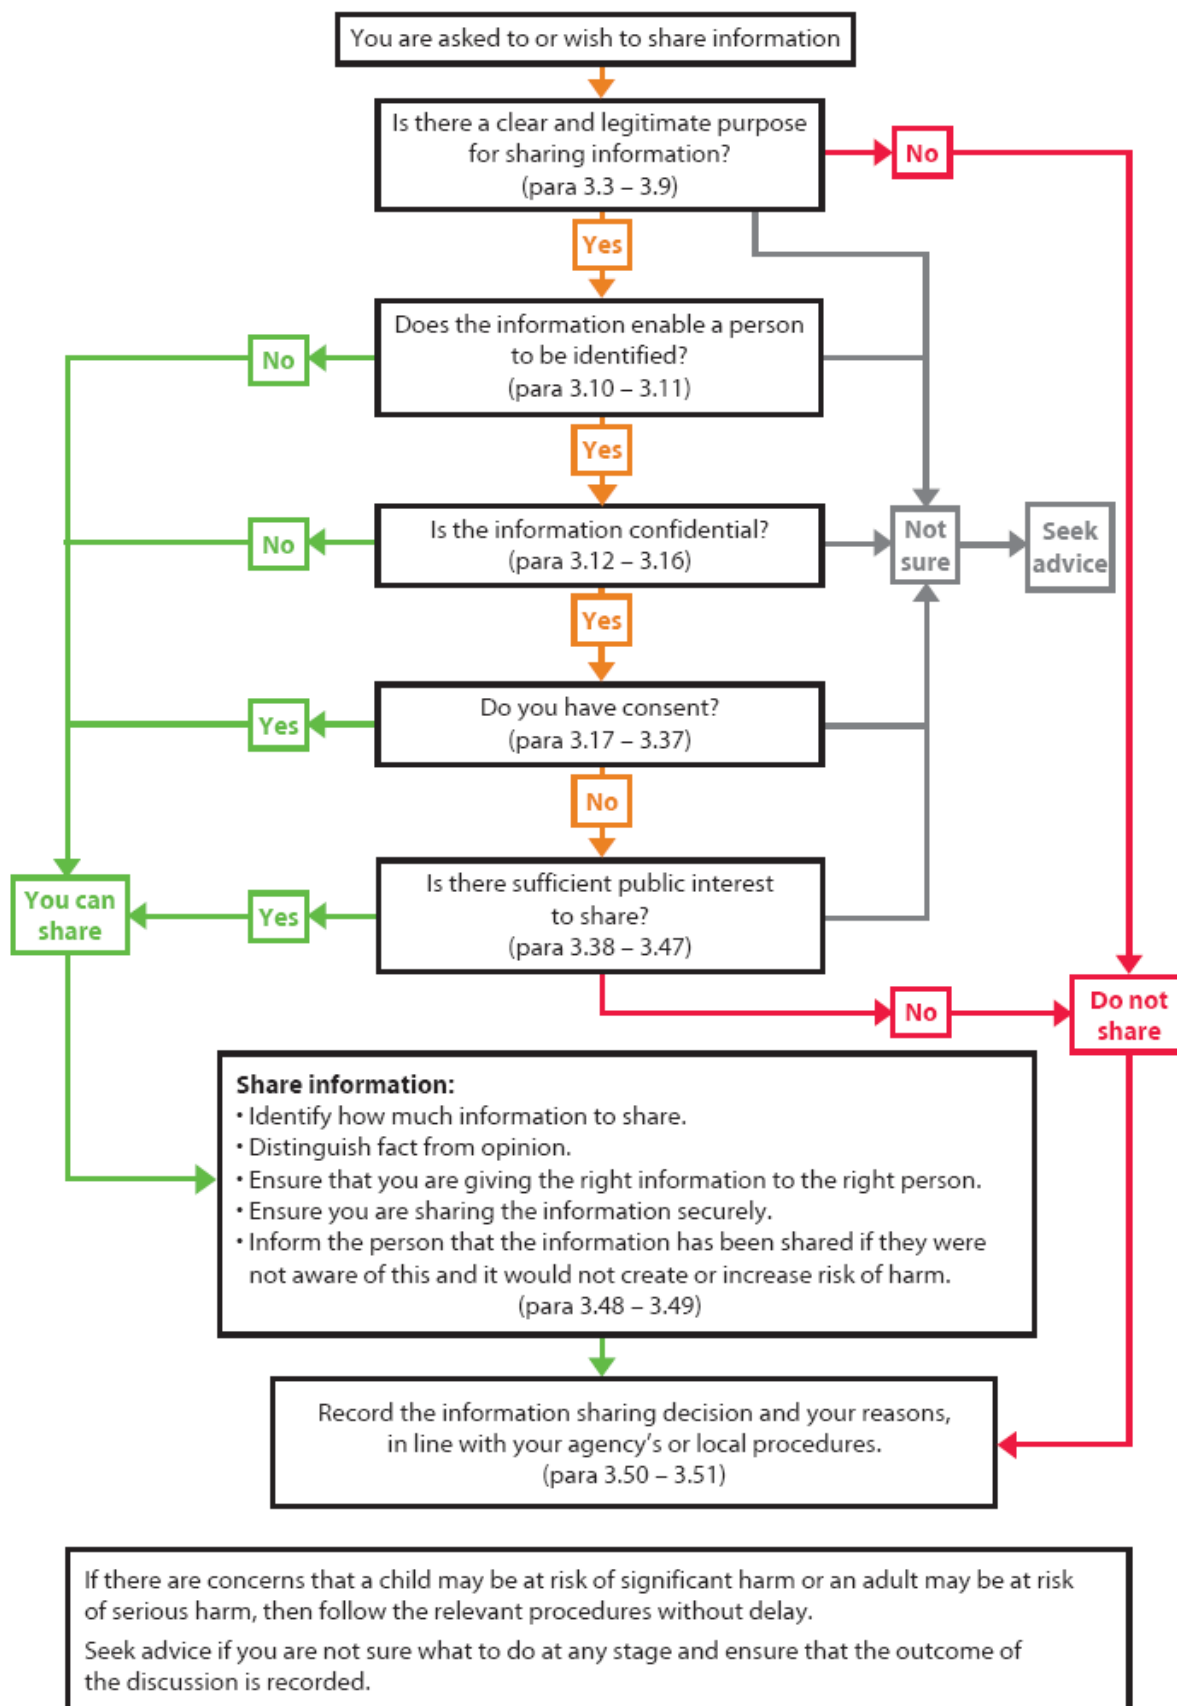 You are asked to or wish to share information
Is there a clear and legitimate purpose
for sharing information?
(para 3.3 – 3.9)
No
Yes
Does the information enable a person
to be identified?
(para 3.10 – 3.11)
No
Yes
Is the information confidential?
(para 3.12 – 3.16)
No
Not
sure
Seek
advice
Yes
Do you have consent?
(para 3.17 – 3.37)
Yes
No
Is there sufficient public interest
to share?
(para 3.38 – 3.47)
You can
share
Yes
No
Do not
share
Share information:
• Identify how much information to share.
• Distinguish fact from opinion.
• Ensure that you are giving the right information to the right person.
• Ensure you are sharing the information securely.
• Inform the person that the information has been shared if they were
not aware of this and it would not create or increase risk of harm.
(para 3.48 – 3.49)
Record the information sharing decision and your reasons,
in line with your agency’s or local procedures.
(para 3.50 – 3.51)
If there are concerns that a child may be at risk of significant harm or an adult may be at risk
of serious harm, then follow the relevant procedures without delay.
Seek advice if you are not sure what to do at any stage and ensure that the outcome of
the discussion is recorded.